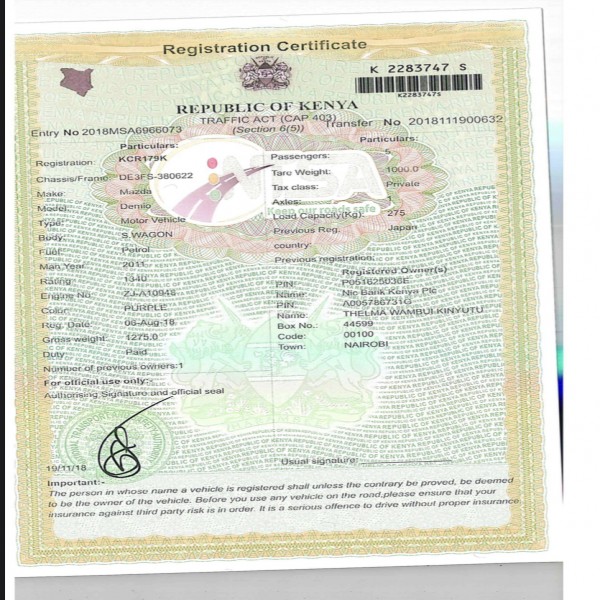 Registration Certificate
K 2283747 S
K2283747S
REPUBLIC OF KENYA
TRAFFIC ACT (CAP 403)
(Section 6(5))
Entry No 2018MSA6966073
Transfer No 2018111900632
Particulars:
Particulars:
Registration: KCR179K
Passengers: 5
Chassis/Frame: DE3FS-380622
Tare Weight: 1000.0
Make: Mazda
Tax class: Private
Model: Demio
Axles:
Type: Motor Vehicle
Load Capacity(Kg): 275
Body: S.WAGON
Previous Reg. Japan
country:
Fuel: Petrol
Previous registration:
Man.Year 2011
Registered Owner(s)
Rating: 1340
PIN: P051625036E
Engine No: ZJ-A10948
Name: Nic Bank Kenya Plc
Color: PURPLE
PIN A005786731G
Reg. Date: 08-Aug-18
Name: THELMA WAMBUI KINYUTU
Gross weight: 1275.0
Box No.: 44599
Duty: Paid
Code: 00100
Town: NAIROBI
Number of previous owners:1
For official use only:-
Authorising Signature and official seal
19/11/18
Usual signature:
Important:-
The person in whose name a vehicle is registered shall unless the contrary be proved, be deemed
to be the owner of the vehicle. Before you use any vehicle on the road,please ensure that your
insurance against third party risk is in order. It is a serious offence to drive without proper insurance